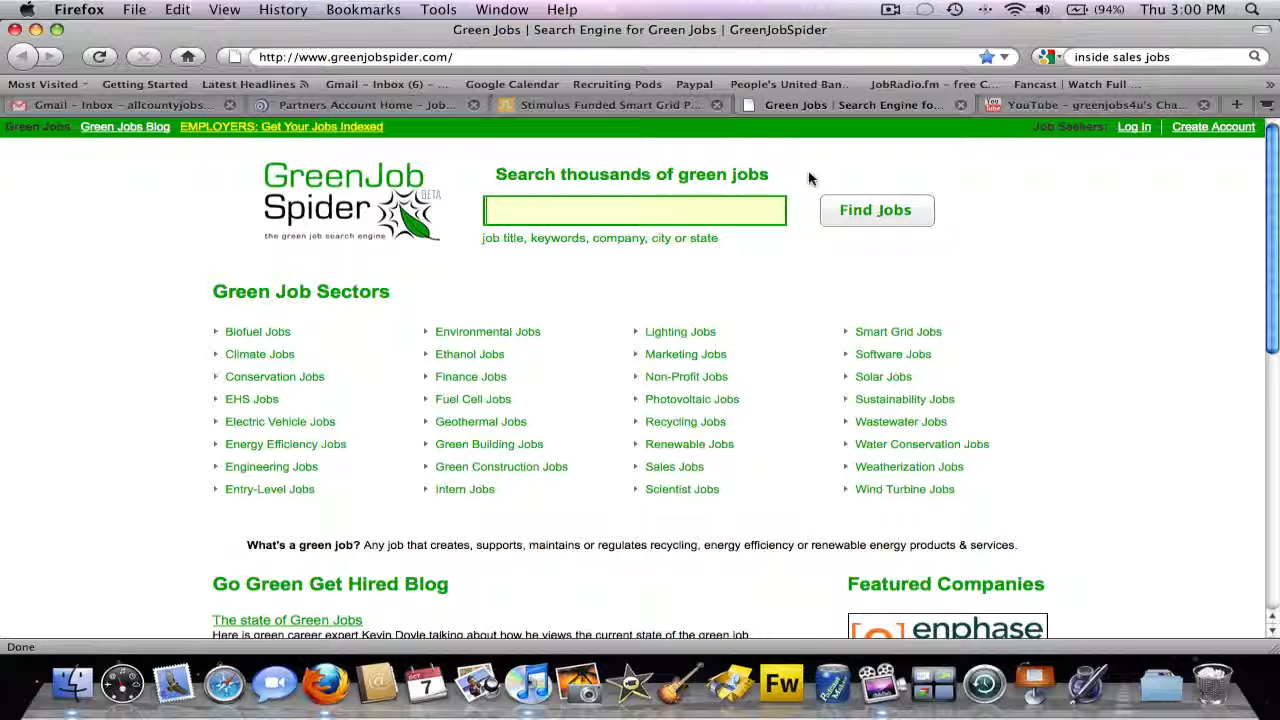 Firefox File Edit View History Bookmarks Tools Window Help (94%) Thu 3:00 PM
Green Jobs | Search Engine for Green Jobs | GreenJobSpider
http://www.greenjobspider.com/ inside sales jobs
Most Visited Getting Started Latest Headlines Gmail - Inbox (6) - ... Google Calendar Recruiting Pods Paypal People's United Ban.. JobRadio.fm – free C... Fancast | Watch Full ...
Gmail – Inbox – allcountyjobs... Partners Account Home – Job... Stimulus Funded Smart Grid P... Green Jobs | Search Engine fo... YouTube – greenjobs4u's Cha...
Green Jobs Green Jobs Blog EMPLOYERS: Get Your Jobs Indexed Job Seekers: Log In Create Account
GreenJob
Spider
BETA
the green job search engine
Search thousands of green jobs
Find Jobs
job title, keywords, company, city or state
Green Job Sectors
Biofuel Jobs Environmental Jobs Lighting Jobs Smart Grid Jobs
Climate Jobs Ethanol Jobs Marketing Jobs Software Jobs
Conservation Jobs Finance Jobs Non-Profit Jobs Solar Jobs
EHS Jobs Fuel Cell Jobs Photovoltaic Jobs Sustainability Jobs
Electric Vehicle Jobs Geothermal Jobs Recycling Jobs Wastewater Jobs
Energy Efficiency Jobs Green Building Jobs Renewable Jobs Water Conservation Jobs
Engineering Jobs Green Construction Jobs Sales Jobs Weatherization Jobs
Entry-Level Jobs Intern Jobs Scientist Jobs Wind Turbine Jobs
What's a green job? Any job that creates, supports, maintains or regulates recycling, energy efficiency or renewable energy products & services.
Go Green Get Hired Blog Featured Companies
The state of Green Jobs
Here is green career expert Kevin Doyle talking about how he views the current state of the green job
enphase
Done
OCT
7
Fw